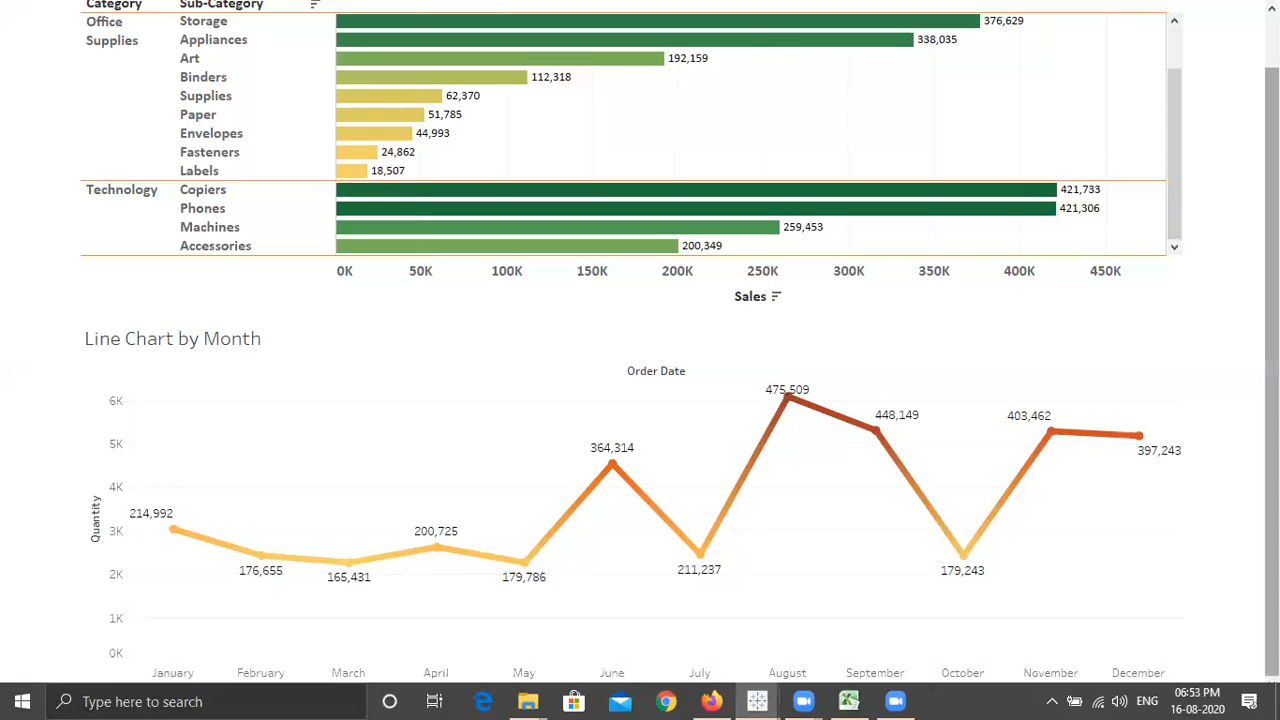 Category Sub-Category
Office Supplies Storage 376,629
Appliances 338,035
Art 192,159
Binders 112,318
Supplies 62,370
Paper 51,785
Envelopes 44,993
Fasteners 24,862
Labels 18,507
Technology Copiers 421,733
Phones 421,306
Machines 259,453
Accessories 200,349
0K 50K 100K 150K 200K 250K 300K 350K 400K 450K
Sales
Line Chart by Month
Order Date
Quantity
6K
5K
4K
3K
2K
1K
0K
214,992
176,655
165,431
200,725
179,786
364,314
211,237
475,509
448,149
179,243
403,462
397,243
January February March April May June July August September October November December
Type here to search
ENG
06:53 PM
16-08-2020